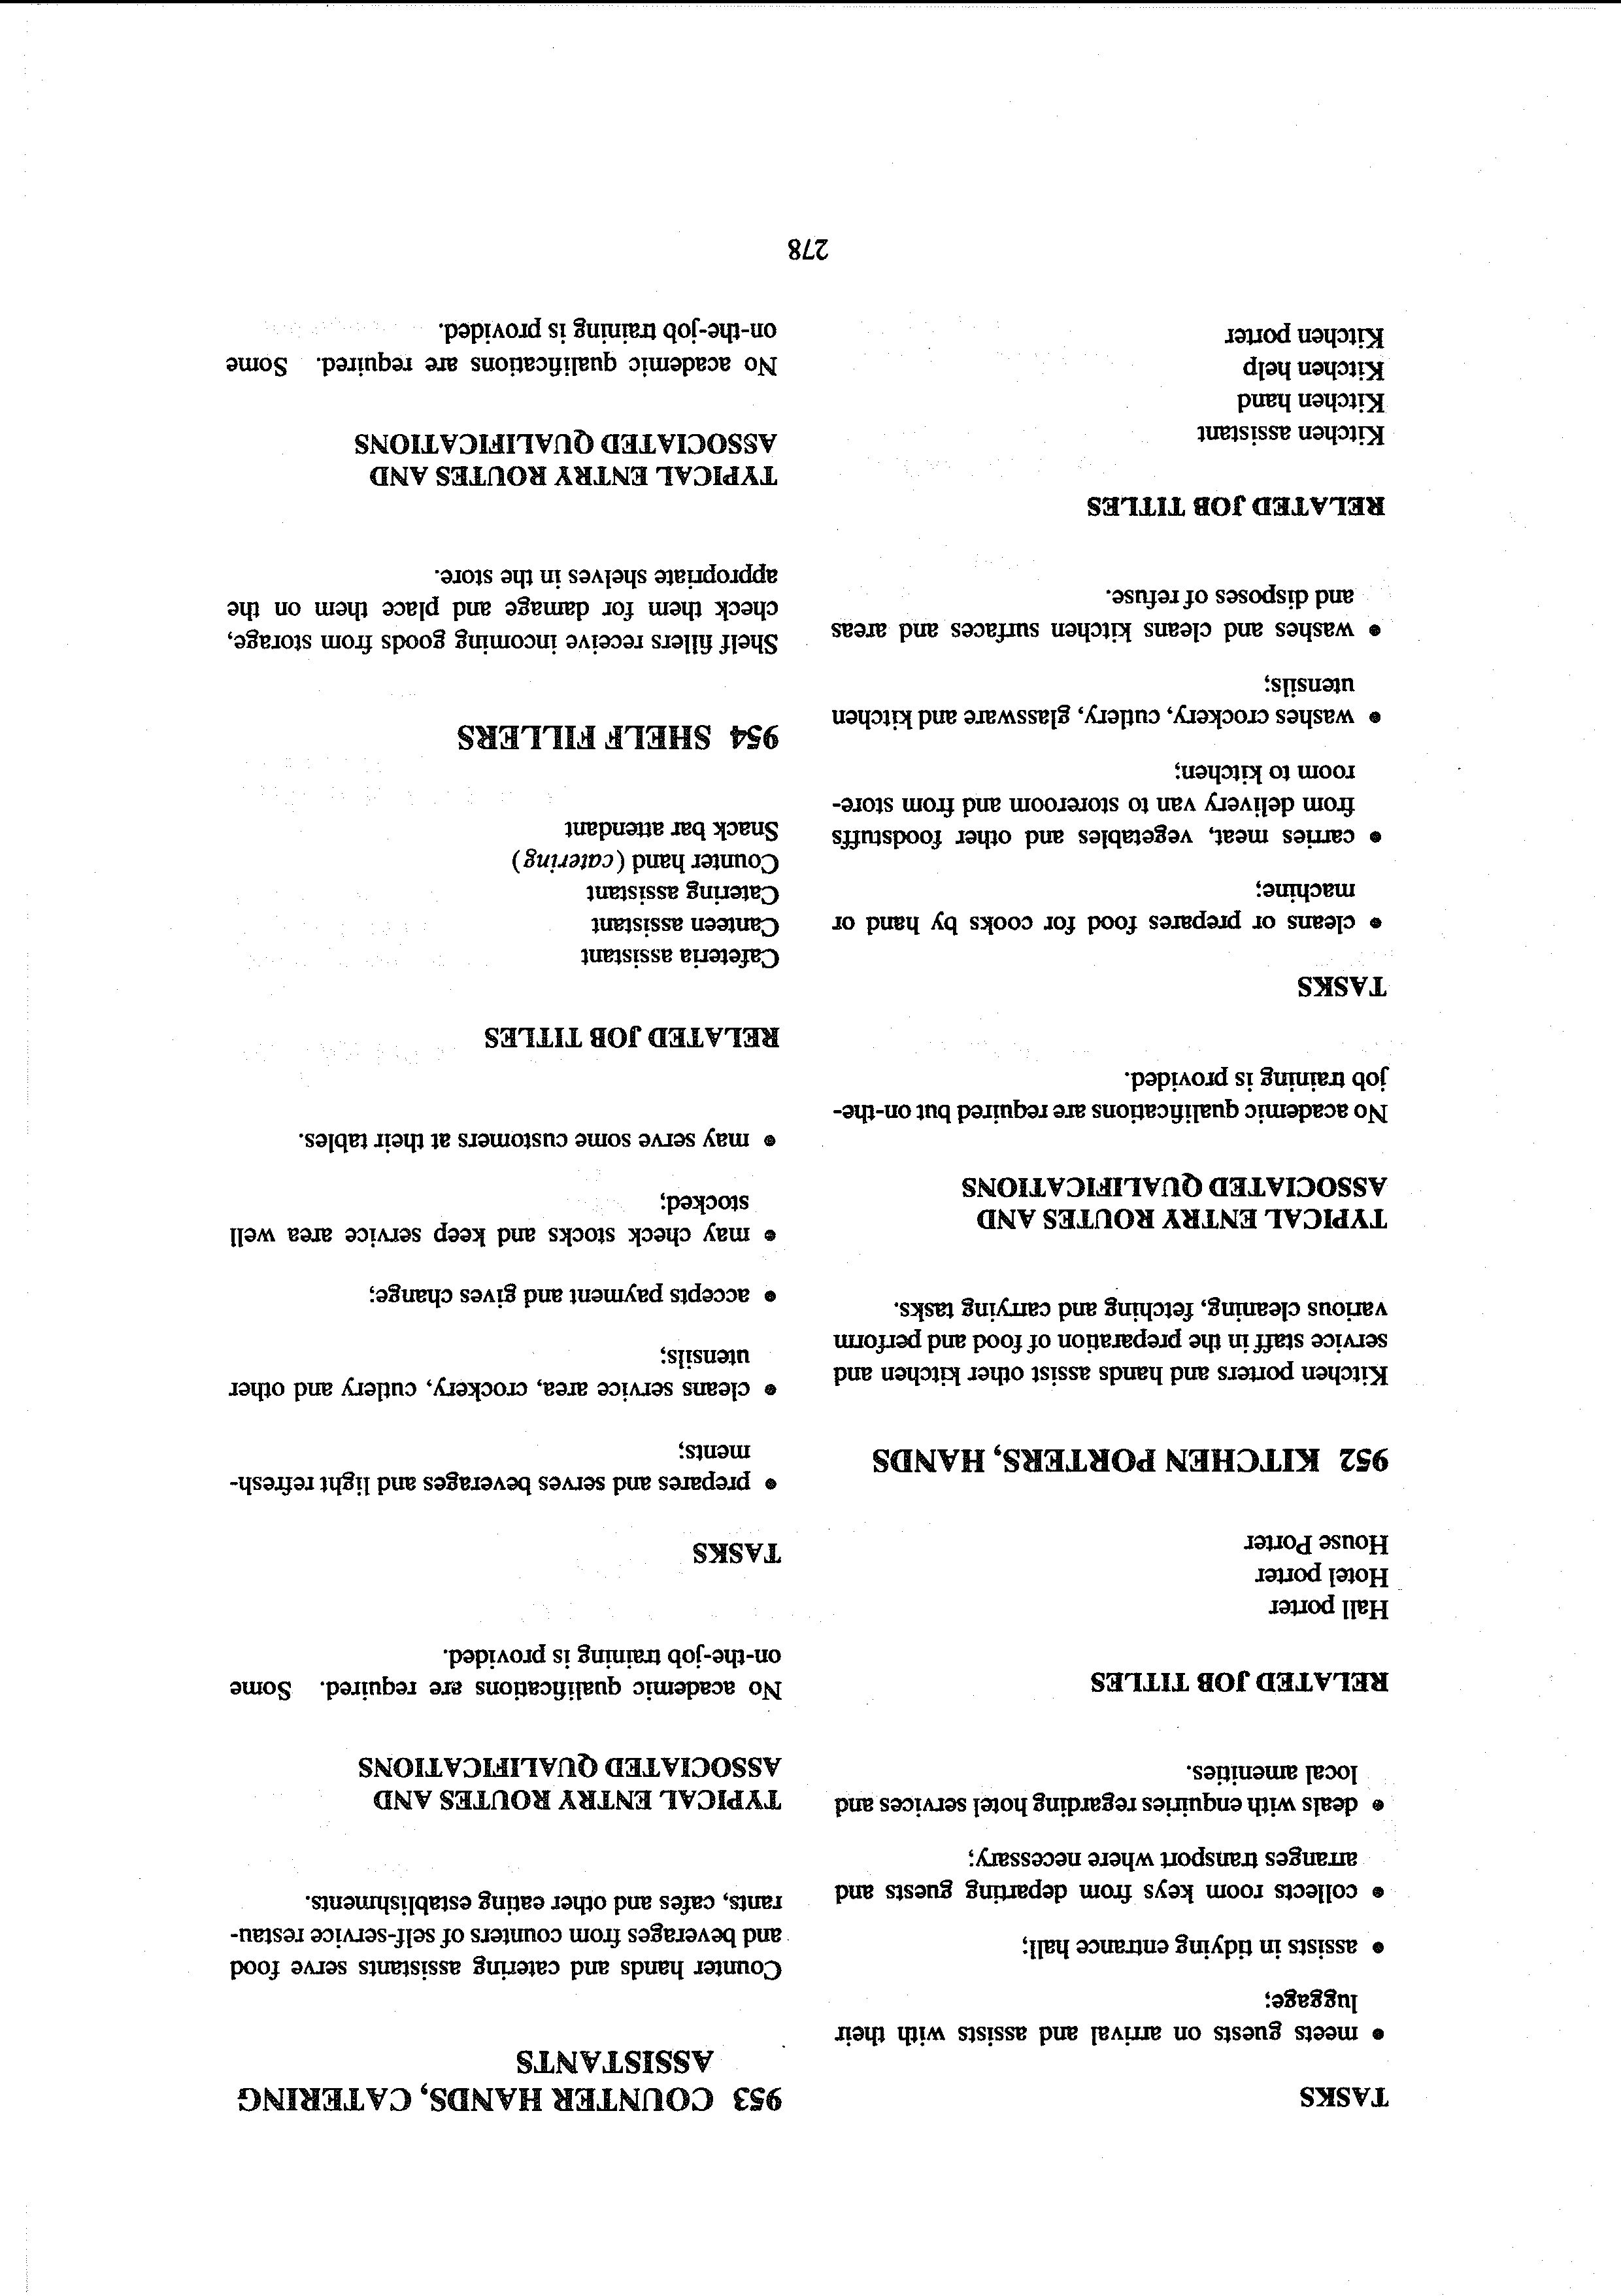 TASKS
• meets guests on arrival and assists with their
luggage;
• assists in tidying entrance hall;
• collects room keys from departing guests and
arranges transport where necessary;
• deals with enquiries regarding hotel services and
local amenities.
RELATED JOB TITLES
Hall porter
Hotel porter
House Porter
952 KITCHEN PORTERS, HANDS
Kitchen porters and hands assist other kitchen and
service staff in the preparation of food and perform
various cleaning, fetching and carrying tasks.
TYPICAL ENTRY ROUTES AND
ASSOCIATED QUALIFICATIONS
No academic qualifications are required but on-the-
job training is provided.
TASKS
• cleans or prepares food for cooks by hand or
machine;
• carries meat, vegetables and other foodstuffs
from delivery van to storeroom and from store-
room to kitchen;
• washes crockery, cutlery, glassware and kitchen
utensils;
• washes and cleans kitchen surfaces and areas
and disposes of refuse.
RELATED JOB TITLES
Kitchen assistant
Kitchen hand
Kitchen help
Kitchen porter
953 COUNTER HANDS, CATERING
ASSISTANTS
Counter hands and catering assistants serve food
and beverages from counters of self-service restau-
rants, cafes and other eating establishments.
TYPICAL ENTRY ROUTES AND
ASSOCIATED QUALIFICATIONS
No academic qualifications are required. Some
on-the-job training is provided.
TASKS
• prepares and serves beverages and light refresh-
ments;
• cleans service area, crockery, cutlery and other
utensils;
• accepts payment and gives change;
• may check stocks and keep service area well
stocked;
• may serve some customers at their tables.
RELATED JOB TITLES
Cafeteria assistant
Canteen assistant
Catering assistant
Counter hand (catering)
Snack bar attendant
954 SHELF FILLERS
Shelf fillers receive incoming goods from storage,
check them for damage and place them on the
appropriate shelves in the store.
TYPICAL ENTRY ROUTES AND
ASSOCIATED QUALIFICATIONS
No academic qualifications are required. Some
on-the-job training is provided.
278